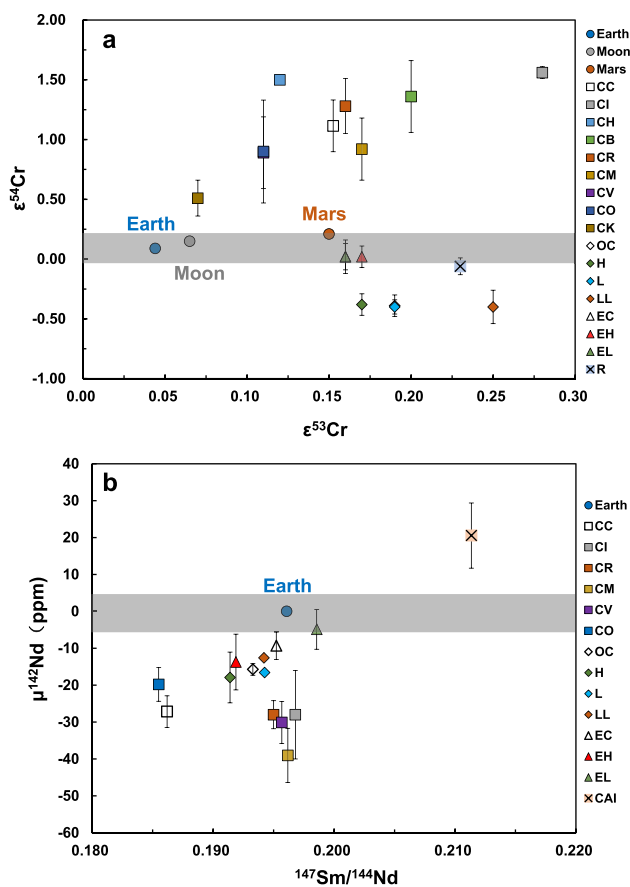 a
2.00
1.50
1.00
0.50
0.00
-0.50
-1.00
ε⁵⁴Cr
Earth
Moon
Mars
0.00
0.05
0.10
0.15
0.20
0.25
0.30
ε⁵³Cr
Earth
Moon
Mars
CC
CI
CH
CB
CR
CM
CV
CO
CK
OC
H
L
LL
EC
EH
EL
R
b
40
30
20
10
0
-10
-20
-30
-40
-50
-60
μ¹⁴²Nd（ppm)
Earth
0.180
0.190
0.200
0.210
0.220
¹⁴⁷Sm/¹⁴⁴Nd
Earth
CC
CI
CR
CM
CV
CO
OC
H
L
LL
EC
EH
EL
CAI